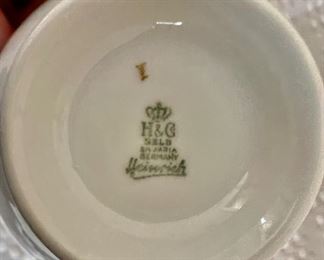 I
H&C
SELB
BAVARIA
GERMANY
Heinrich